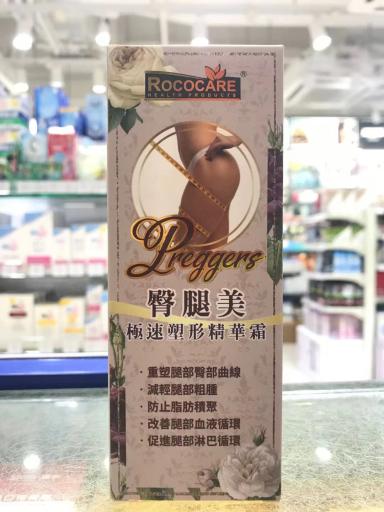 ROCOCARE®
HEALTH PRODUCTS
Preggers
臀腿美
極速塑形精華霜
·重塑腿部臀部曲線
·減輕腿部粗腫
·防止脂肪積聚
·改善腿部血液循環
·促進腿部淋巴循環